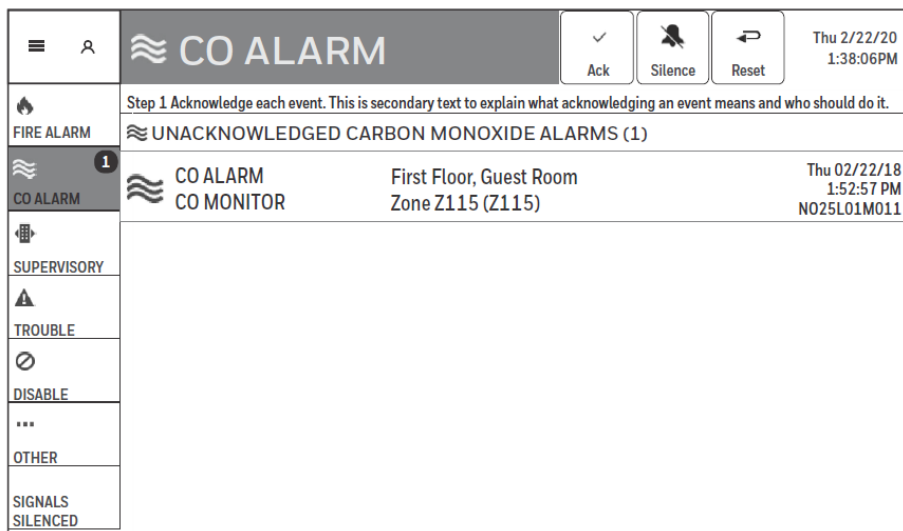 CO ALARM
Ack
Silence
Reset
Thu 2/22/20
1:38:06PM
Step 1 Acknowledge each event. This is secondary text to explain what acknowledging an event means and who should do it.
UNACKNOWLEDGED CARBON MONOXIDE ALARMS (1)
FIRE ALARM
1
CO ALARM
SUPERVISORY
TROUBLE
DISABLE
OTHER
SIGNALS
SILENCED
CO ALARM
CO MONITOR
First Floor, Guest Room
Zone Z115 (Z115)
Thu 02/22/18
1:52:57 PM
N025L01M011